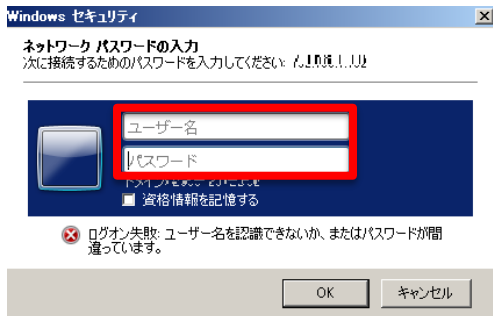 Windows セキュリティ
ネットワーク パスワードの入力
次に接続するためのパスワードを入力してください:
ユーザー名
パスワード
ドメイン:
資格情報を記憶する
ログオン失敗: ユーザー名を認識できないか、またはパスワードが間
違っています。
OK
キャンセル